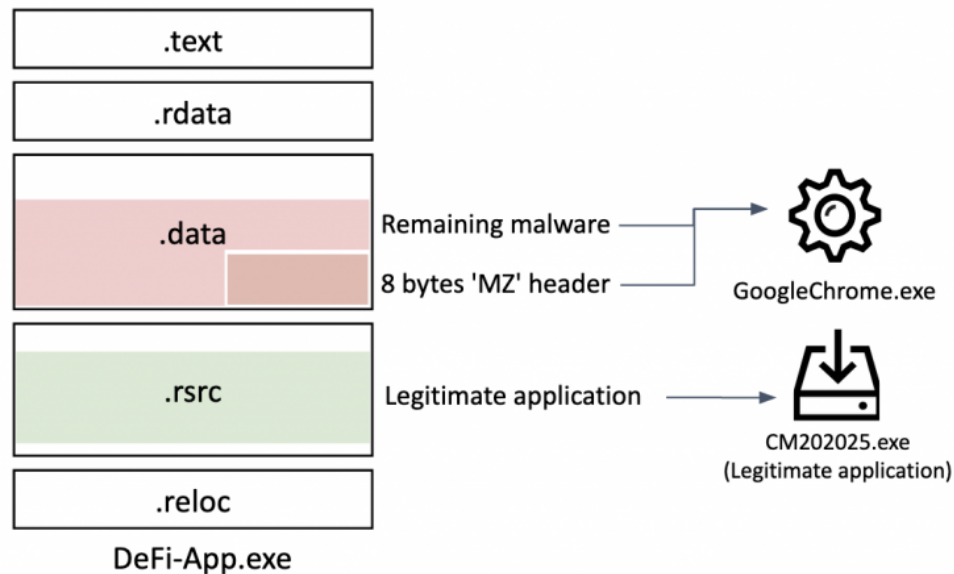 .text
.rdata
.data
Remaining malware
8 bytes 'MZ' header
GoogleChrome.exe
.rsrc
Legitimate application
CM202025.exe
(Legitimate application)
.reloc
DeFi-App.exe